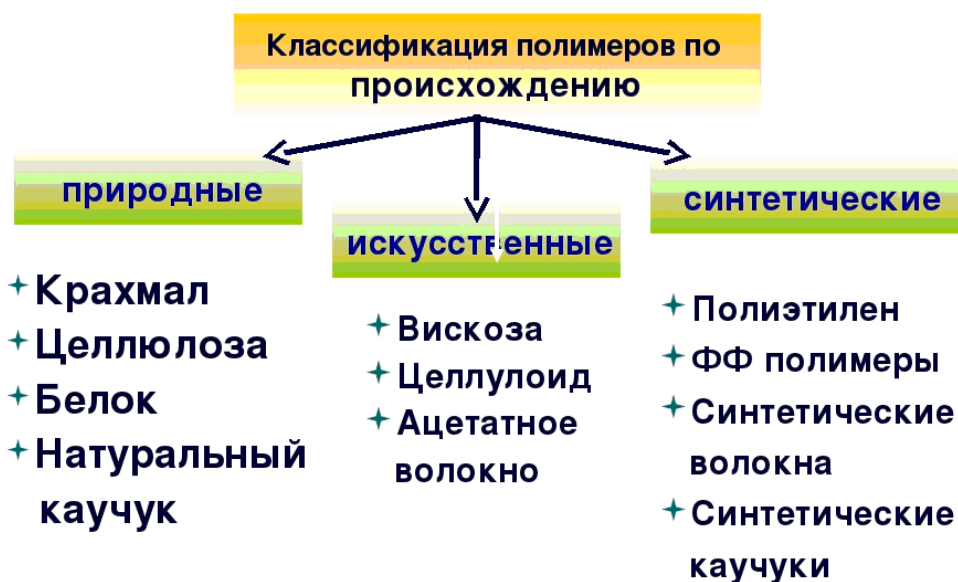 Классификация полимеров по
происхождению
природные
Крахмал
Целлюлоза
Белок
Натуральный
каучук
искусственные
Вискоза
Целлулоид
Ацетатное
волокно
синтетические
Полиэтилен
ФФ полимеры
Синтетические
волокна
Синтетические
каучуки